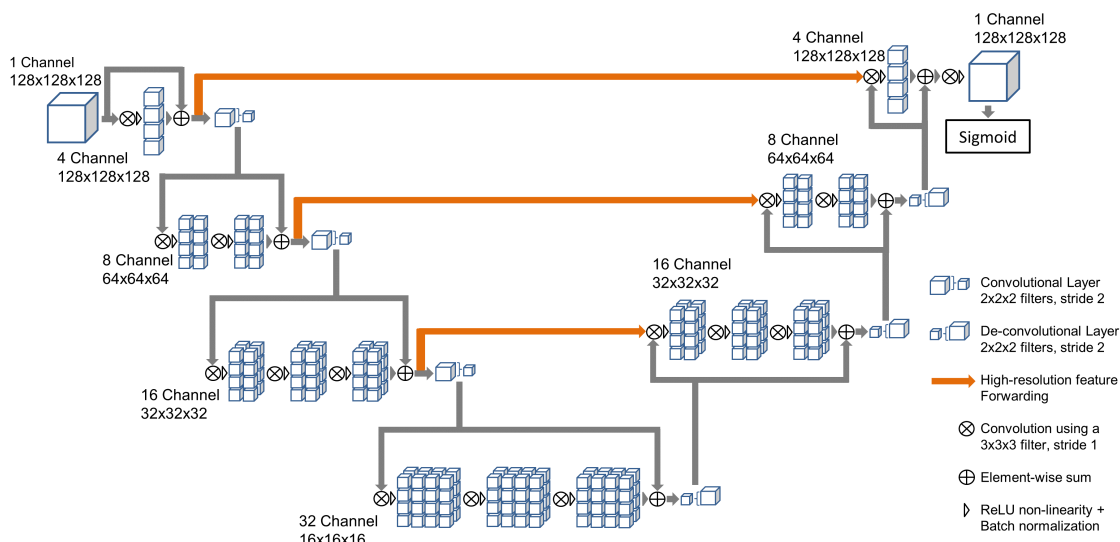 1 Channel
128x128x128
4 Channel
128x128x128
8 Channel
64x64x64
16 Channel
32x32x32
32 Channel
16x16x16
16 Channel
32x32x32
8 Channel
64x64x64
4 Channel
128x128x128
1 Channel
128x128x128
Sigmoid
Convolutional Layer
2x2x2 filters, stride 2
De-convolutional Layer
2x2x2 filters, stride 2
High-resolution feature
Forwarding
Convolution using a
3x3x3 filter, stride 1
Element-wise sum
ReLU non-linearity +
Batch normalization